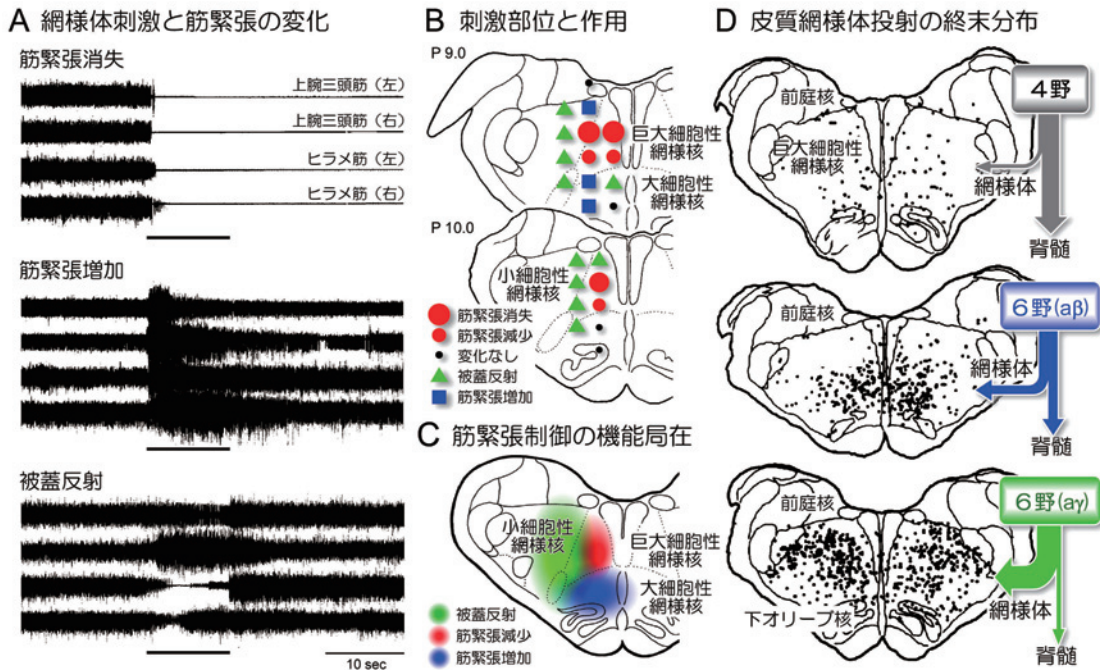 A 網様体刺激と筋緊張の変化
筋緊張消失
上腕三頭筋(左)
上腕三頭筋(右)
ヒラメ筋(左)
ヒラメ筋(右)
筋緊張増加
被蓋反射
10 sec
B 刺激部位と作用
P 9.0
巨大細胞性
網様核
大細胞性
網様核
P 10.0
小細胞性
網様核
筋緊張消失
筋緊張減少
変化なし
被蓋反射
筋緊張増加
C 筋緊張制御の機能局在
小細胞性
網様核
巨大細胞性
網様核
大細胞性
網様核
被蓋反射
筋緊張減少
筋緊張増加
D 皮質網様体投射の終末分布
4野
前庭核
巨大細胞性
網様核
網様体
脊髄
6野(aβ)
前庭核
網様体
脊髄
6野(aγ)
前庭核
網様体
下オリーブ核
脊髄